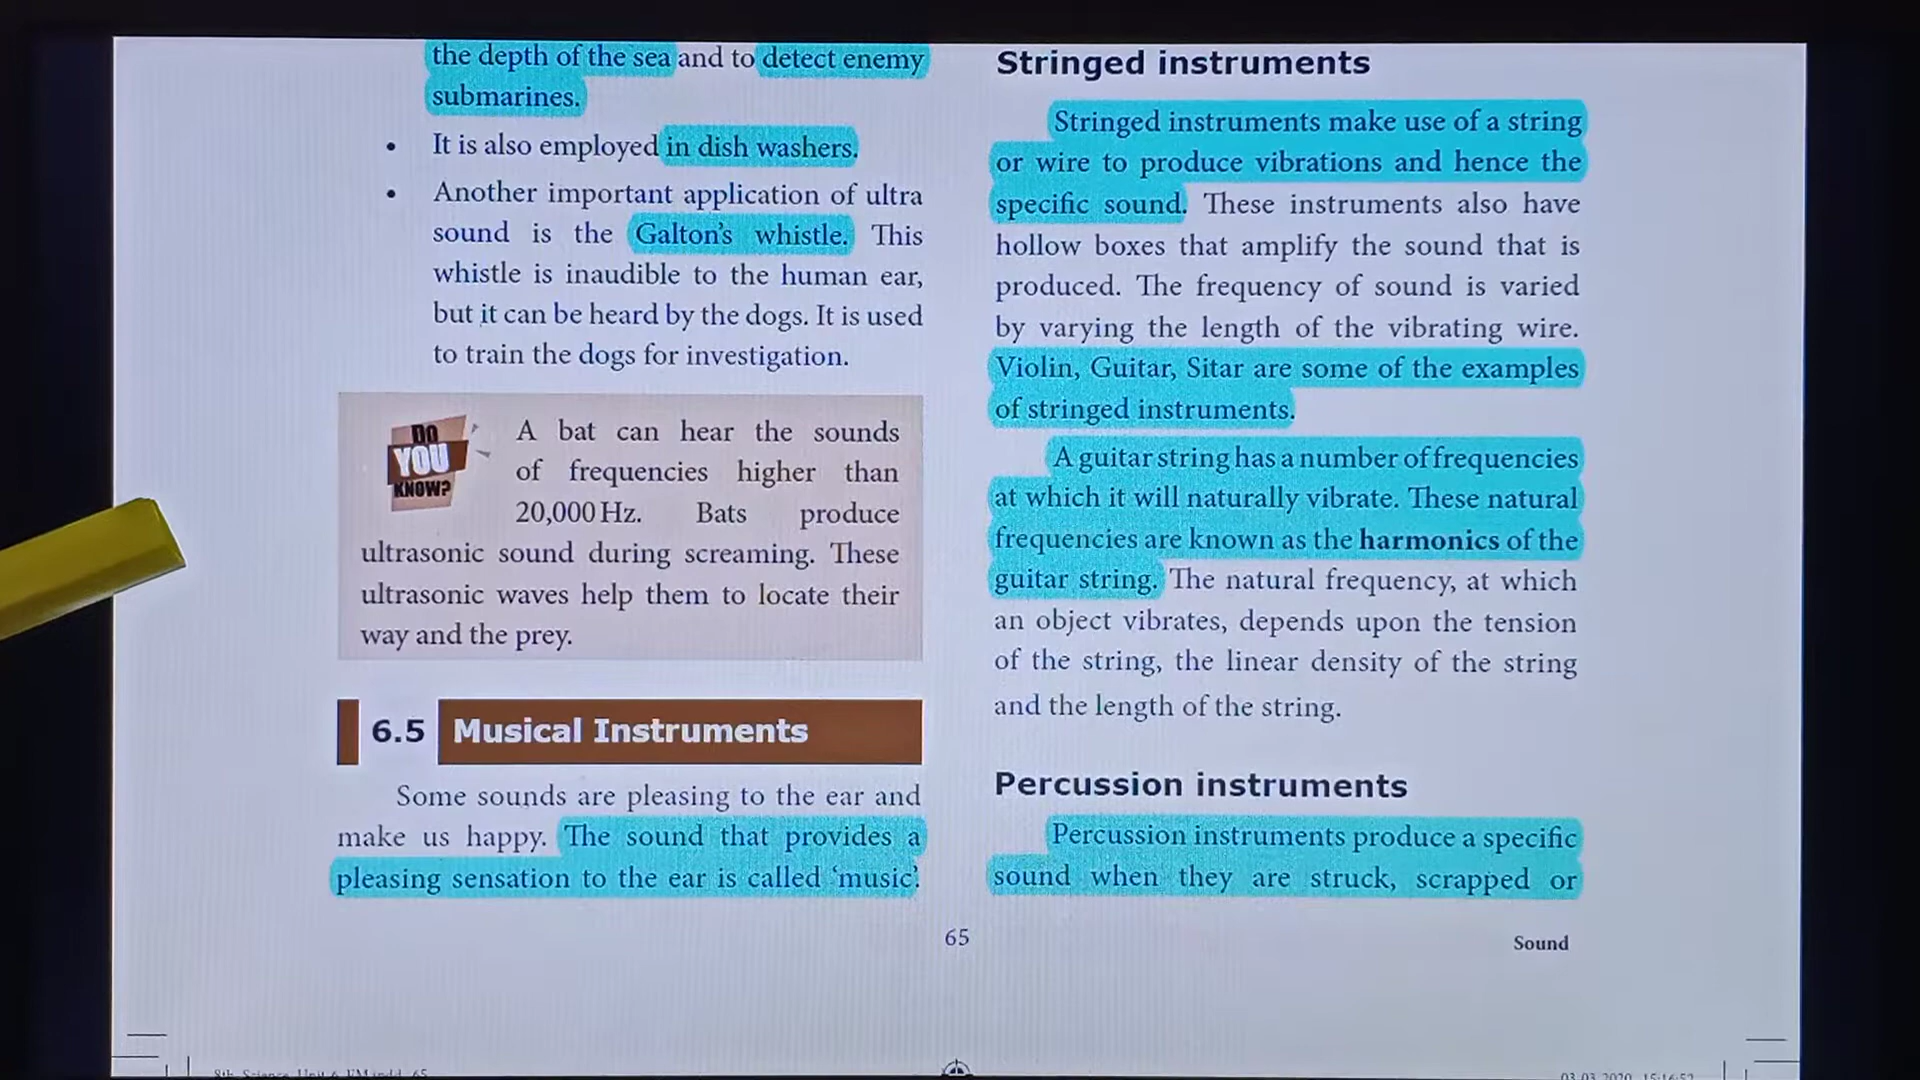 the depth of the sea and to detect enemy
submarines.
• It is also employed in dish washers.
• Another important application of ultra
sound is the Galton's whistle. This
whistle is inaudible to the human ear,
but it can be heard by the dogs. It is used
to train the dogs for investigation.
DO
YOU
KNOW?
A bat can hear the sounds
of frequencies higher than
20,000 Hz. Bats produce
ultrasonic sound during screaming. These
ultrasonic waves help them to locate their
way and the prey.
6.5 Musical Instruments
Some sounds are pleasing to the ear and
make us happy. The sound that provides a
pleasing sensation to the ear is called ‘music’.
Stringed instruments
Stringed instruments make use of a string
or wire to produce vibrations and hence the
specific sound. These instruments also have
hollow boxes that amplify the sound that is
produced. The frequency of sound is varied
by varying the length of the vibrating wire.
Violin, Guitar, Sitar are some of the examples
of stringed instruments.
A guitar string has a number of frequencies
at which it will naturally vibrate. These natural
frequencies are known as the harmonics of the
guitar string. The natural frequency, at which
an object vibrates, depends upon the tension
of the string, the linear density of the string
and the length of the string.
Percussion instruments
Percussion instruments produce a specific
sound when they are struck, scrapped or
65
Sound